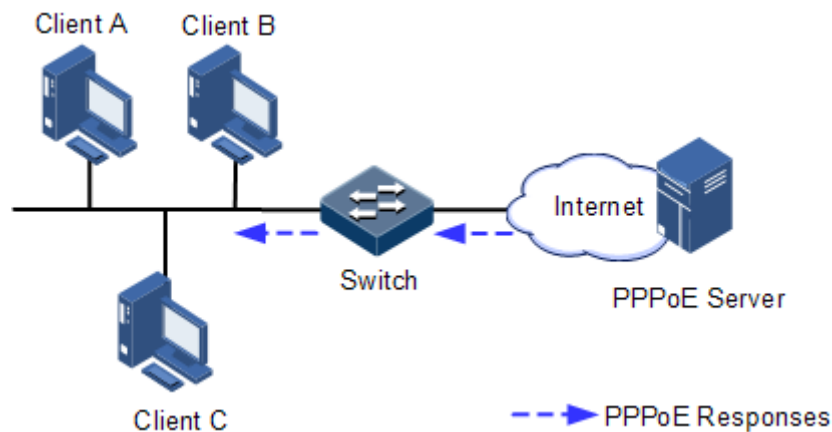 Client A
Client B
Internet
Switch
PPPoE Server
Client C
PPPoE Responses